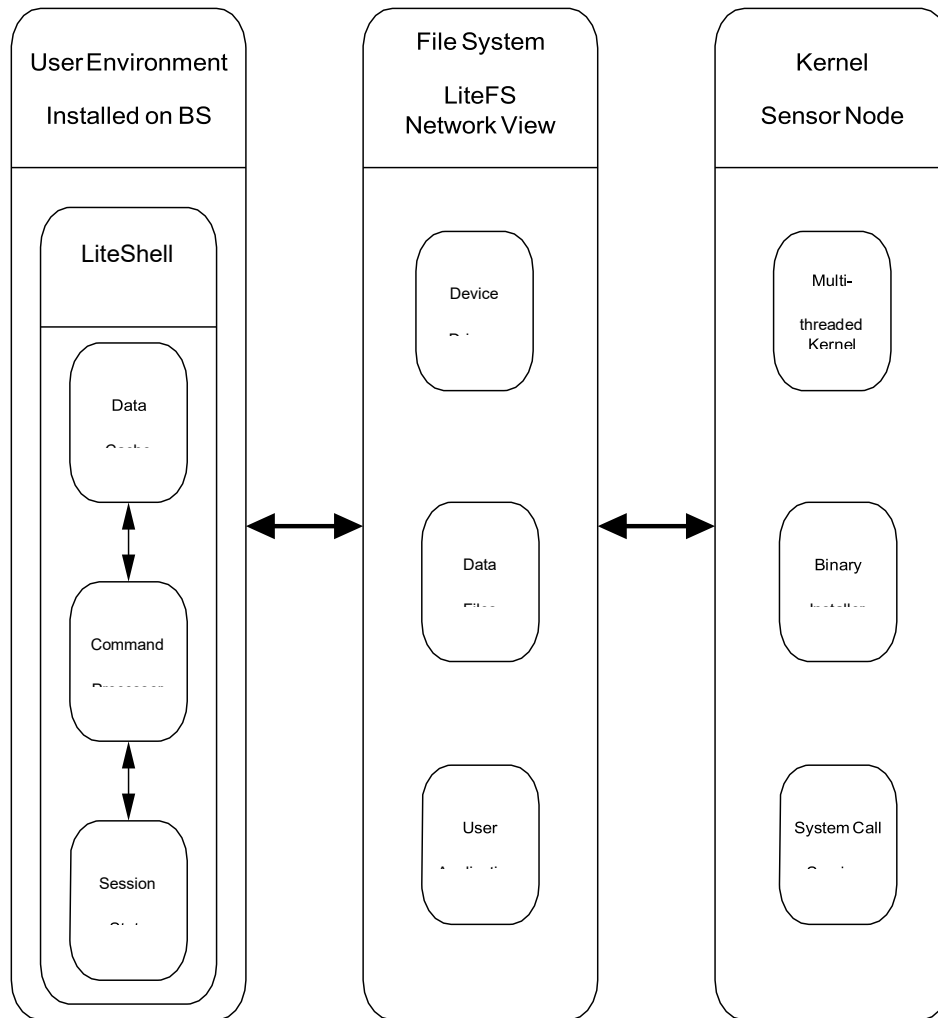 User Environment
Installed on BS
LiteShell
Data
Command
Session
File System
LiteFS
Network View
Device
Data
User
Kernel
Sensor Node
Multi-
threaded
Kernel
Binary
System Call